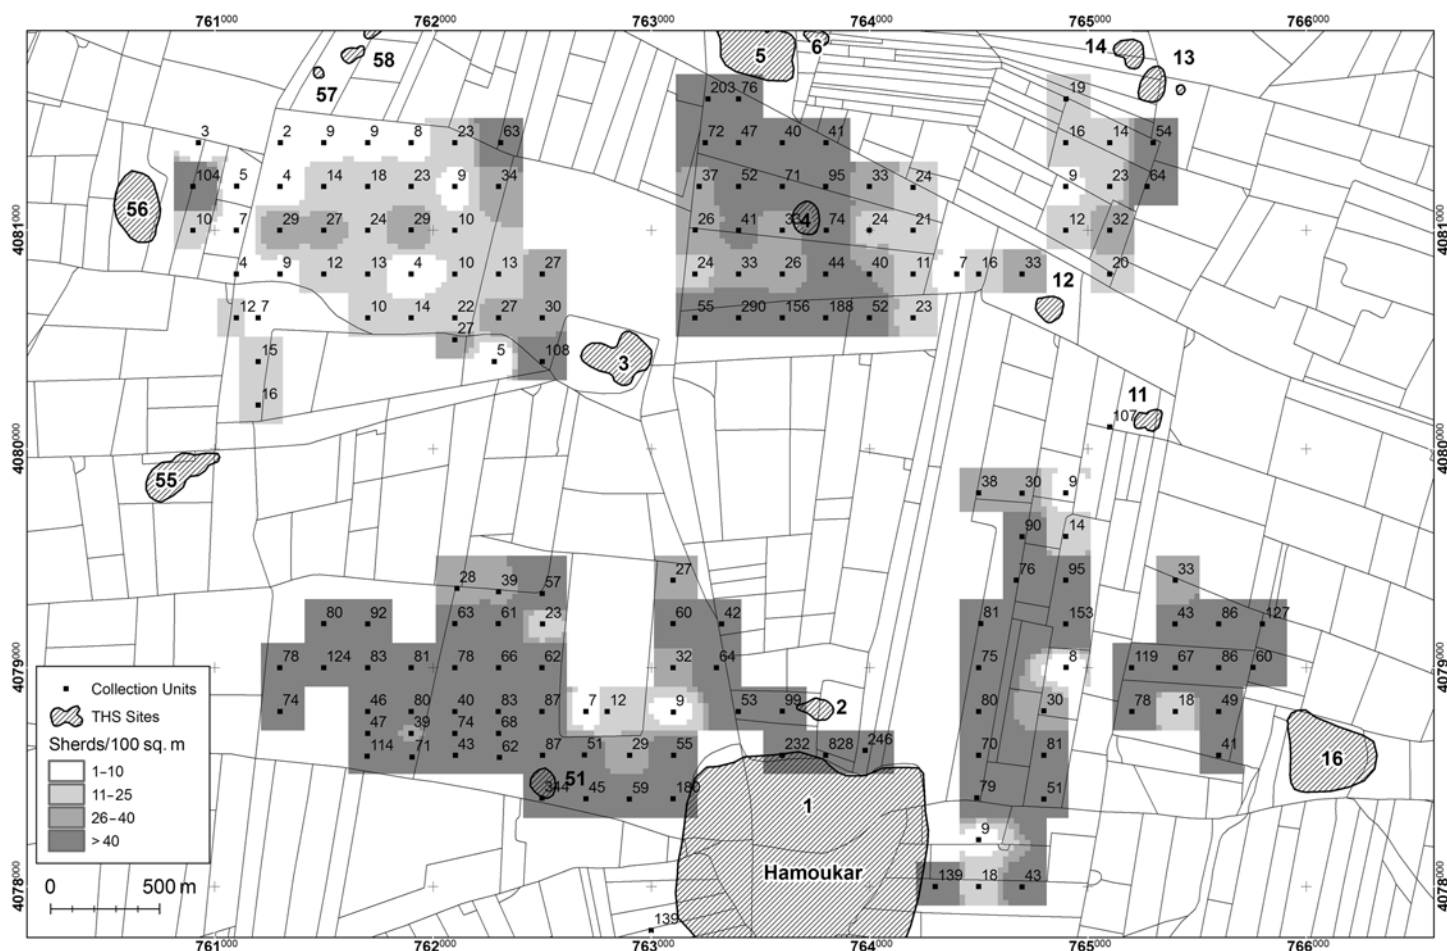 761000 762000 763000 764000 765000 766000
58 5 6 14 13
57
203 76 19
3 2 9 9 8 23 63 72 47 40 41 16 14 54
104 5 4 14 18 23 9 34 37 52 71 95 33 24 9 23 64
56
10 7 29 27 24 29 10 26 41 33 4 74 24 21 12 32
4081000 4081000
4 9 12 13 4 10 13 27 24 33 26 44 40 11 7 16 33 20
12
12 7 10 14 22 27 30 55 290 156 188 52 23
27
15 5 108 3
16
11
107
4080000 4080000
55
38 30 9
90 14
28 39 57 27 76 95 33
80 92 63 61 23 60 42 81 153 43 86 127
78 124 83 81 78 66 62 32 64 75 8 119 67 86 60
4079000 4079000
74 46 80 40 83 87 7 12 9 53 99 2 80 30 78 18 49
47 39 74 68
114 71 43 62 87 51 29 55 232 828 246 70 81 41
16
51
344 45 59 180 79 51
1
9
Hamoukar
139 18 43
4078000 4078000
139
Collection Units
THS Sites
Sherds/100 sq. m
1–10
11–25
26–40
> 40
0 500 m